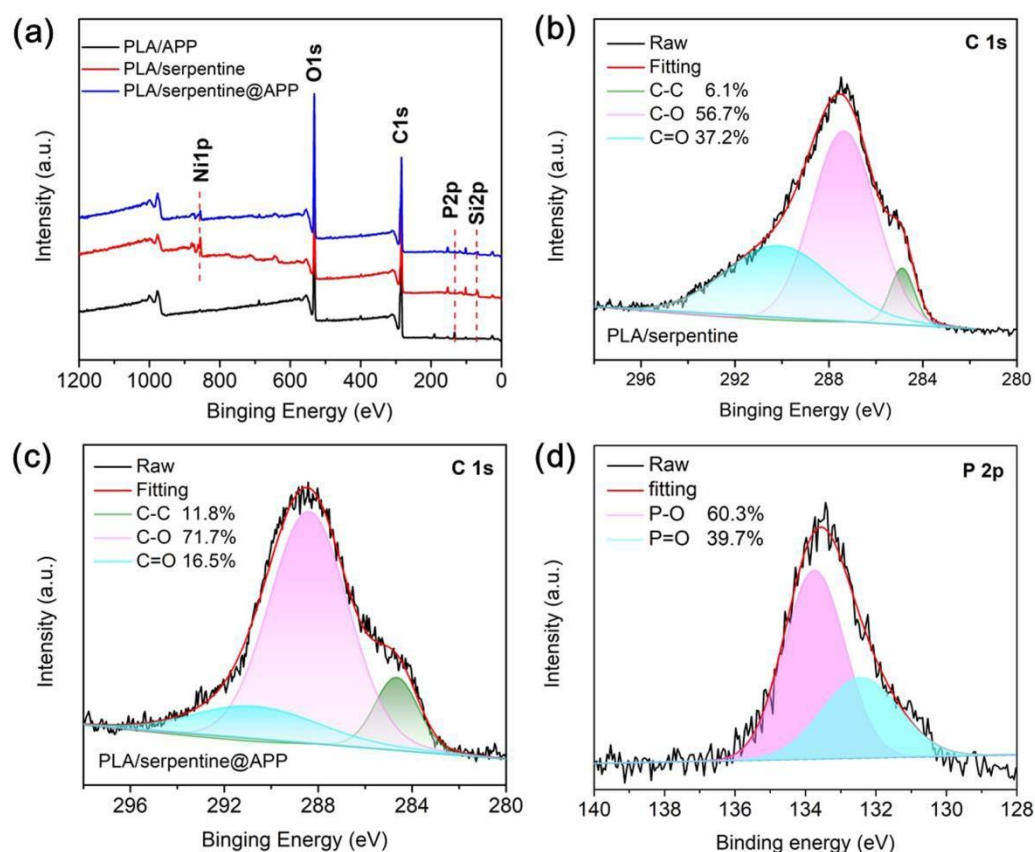 (a)
PLA/APP
PLA/serpentine
PLA/serpentine@APP
Ni1p
O1s
C1s
P2p
Si2p
Intensity (a.u.)
1200 1000 800 600 400 200 0
Binging Energy (eV)
(b)
C 1s
Raw
Fitting
C-C 6.1%
C-O 56.7%
C=O 37.2%
PLA/serpentine
Intensity (a.u.)
296 292 288 284 280
Binging Energy (eV)
(c)
C 1s
Raw
Fitting
C-C 11.8%
C-O 71.7%
C=O 16.5%
PLA/serpentine@APP
Intensity (a.u.)
296 292 288 284 280
Binging Energy (eV)
(d)
P 2p
Raw
fitting
P-O 60.3%
P=O 39.7%
Intensity (a.u.)
140 138 136 134 132 130 128
Binding energy (eV)